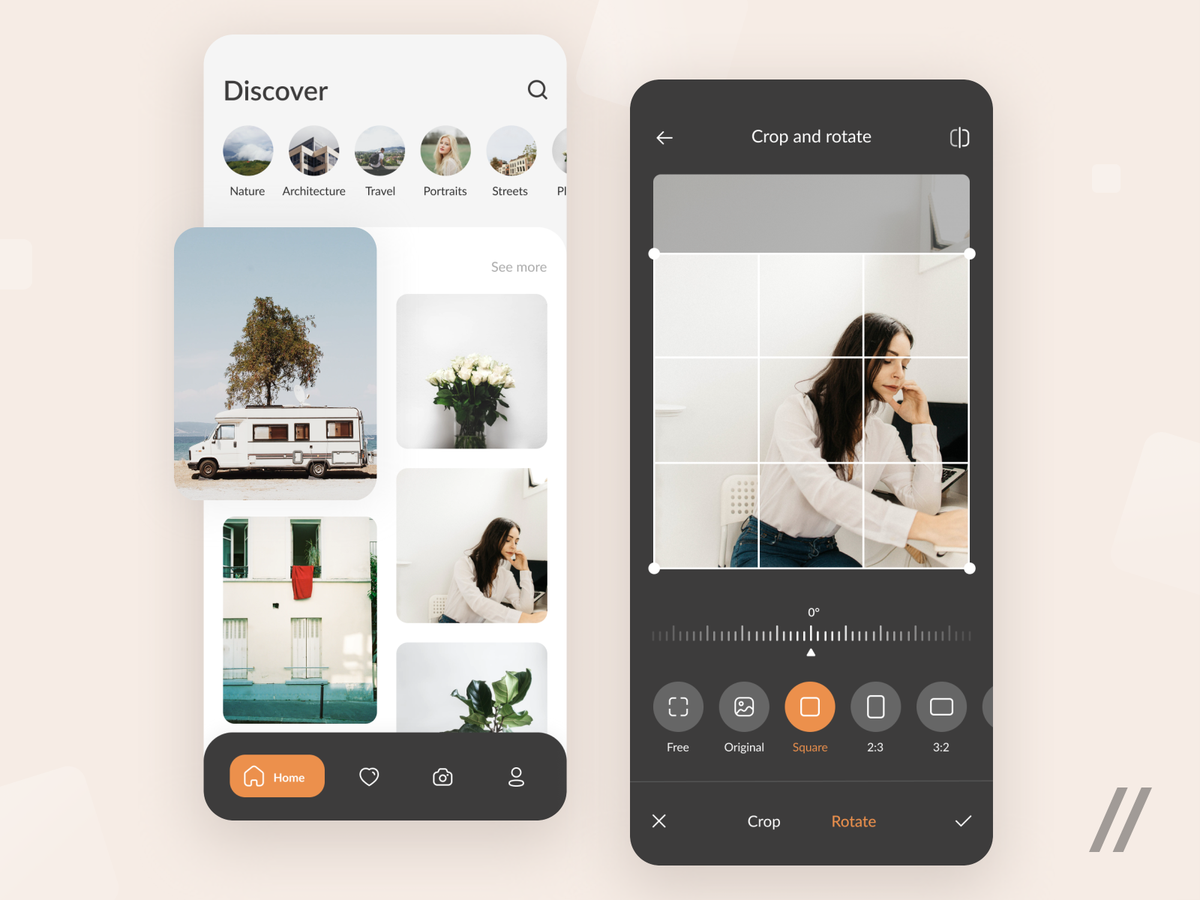 Discover
Nature Architecture Travel Portraits Streets
See more
Home
Crop and rotate
0°
Free Original Square 2:3 3:2
Crop Rotate